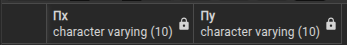 Пх
character varying (10)
Пу
character varying (10)